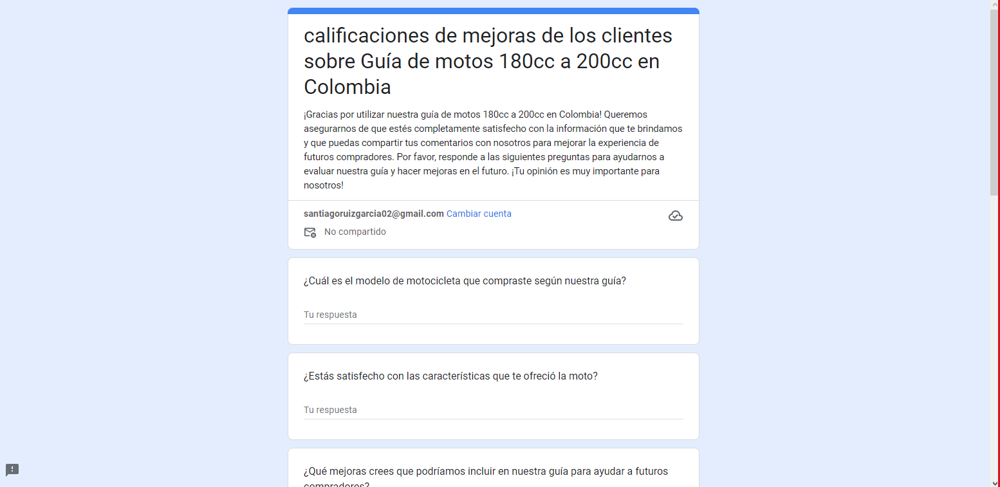 calificaciones de mejoras de los clientes
sobre Guía de motos 180cc a 200cc en
Colombia
¡Gracias por utilizar nuestra guía de motos 180cc a 200cc en Colombia! Queremos
asegurarnos de que estés completamente satisfecho con la información que te brindamos
y que puedas compartir tus comentarios con nosotros para mejorar la experiencia de
futuros compradores. Por favor, responde a las siguientes preguntas para ayudarnos a
evaluar nuestra guía y hacer mejoras en el futuro. ¡Tu opinión es muy importante para
nosotros!
santiagoruizgarcia02@gmail.com Cambiar cuenta
No compartido
¿Cuál es el modelo de motocicleta que compraste según nuestra guía?
Tu respuesta
¿Estás satisfecho con las características que te ofreció la moto?
Tu respuesta
¿Qué mejoras crees que podríamos incluir en nuestra guía para ayudar a futuros
compradores?